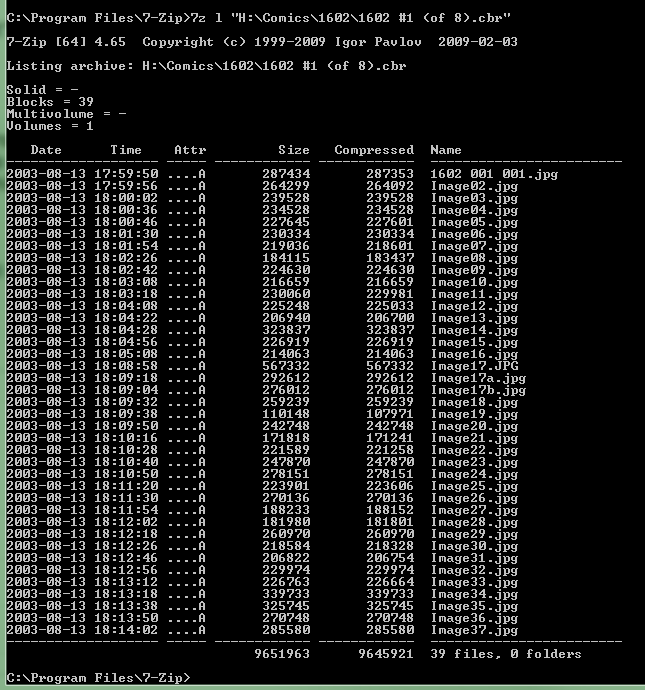 C:\Program Files\7-Zip>7z l "H:\Comics\1602\1602 #1 (of 8).cbr"
7-Zip [64] 4.65  Copyright (c) 1999-2009 Igor Pavlov  2009-02-03
Listing archive: H:\Comics\1602\1602 #1 (of 8).cbr
Solid = -
Blocks = 39
Multivolume = -
Volumes = 1
   Date      Time    Attr         Size   Compressed  Name
------------------- ----- ------------ ------------  ------------------------
2003-08-13 17:59:50 ....A       287434       287353  1602 001 001.jpg
2003-08-13 17:59:56 ....A       264299       264092  Image02.jpg
2003-08-13 18:00:02 ....A       239528       239528  Image03.jpg
2003-08-13 18:00:36 ....A       234528       234528  Image04.jpg
2003-08-13 18:00:46 ....A       227645       227601  Image05.jpg
2003-08-13 18:01:30 ....A       230334       230334  Image06.jpg
2003-08-13 18:01:54 ....A       219036       218601  Image07.jpg
2003-08-13 18:02:26 ....A       184115       183437  Image08.jpg
2003-08-13 18:02:42 ....A       224630       224630  Image09.jpg
2003-08-13 18:03:08 ....A       216659       216659  Image10.jpg
2003-08-13 18:03:18 ....A       230060       229981  Image11.jpg
2003-08-13 18:04:08 ....A       225248       225033  Image12.jpg
2003-08-13 18:04:22 ....A       206940       206700  Image13.jpg
2003-08-13 18:04:28 ....A       323837       323837  Image14.jpg
2003-08-13 18:04:56 ....A       226919       226919  Image15.jpg
2003-08-13 18:05:08 ....A       214063       214063  Image16.jpg
2003-08-13 18:08:58 ....A       567332       567332  Image17.JPG
2003-08-13 18:09:18 ....A       292612       292612  Image17a.jpg
2003-08-13 18:09:04 ....A       276012       276012  Image17b.jpg
2003-08-13 18:09:32 ....A       259239       259239  Image18.jpg
2003-08-13 18:09:38 ....A       110148       107971  Image19.jpg
2003-08-13 18:09:50 ....A       242748       242748  Image20.jpg
2003-08-13 18:10:16 ....A       171818       171241  Image21.jpg
2003-08-13 18:10:28 ....A       221589       221258  Image22.jpg
2003-08-13 18:10:40 ....A       247870       247870  Image23.jpg
2003-08-13 18:10:50 ....A       278151       278151  Image24.jpg
2003-08-13 18:11:20 ....A       223901       223606  Image25.jpg
2003-08-13 18:11:30 ....A       270136       270136  Image26.jpg
2003-08-13 18:11:54 ....A       188233       188152  Image27.jpg
2003-08-13 18:12:02 ....A       181980       181801  Image28.jpg
2003-08-13 18:12:18 ....A       260970       260970  Image29.jpg
2003-08-13 18:12:26 ....A       218584       218328  Image30.jpg
2003-08-13 18:12:46 ....A       206822       206754  Image31.jpg
2003-08-13 18:12:56 ....A       229974       229974  Image32.jpg
2003-08-13 18:13:12 ....A       226763       226664  Image33.jpg
2003-08-13 18:13:18 ....A       339733       339733  Image34.jpg
2003-08-13 18:13:38 ....A       325745       325745  Image35.jpg
2003-08-13 18:13:50 ....A       270748       270748  Image36.jpg
2003-08-13 18:14:02 ....A       285580       285580  Image37.jpg
------------------- ----- ------------ ------------  ------------------------
                               9651963      9645921  39 files, 0 folders
C:\Program Files\7-Zip>